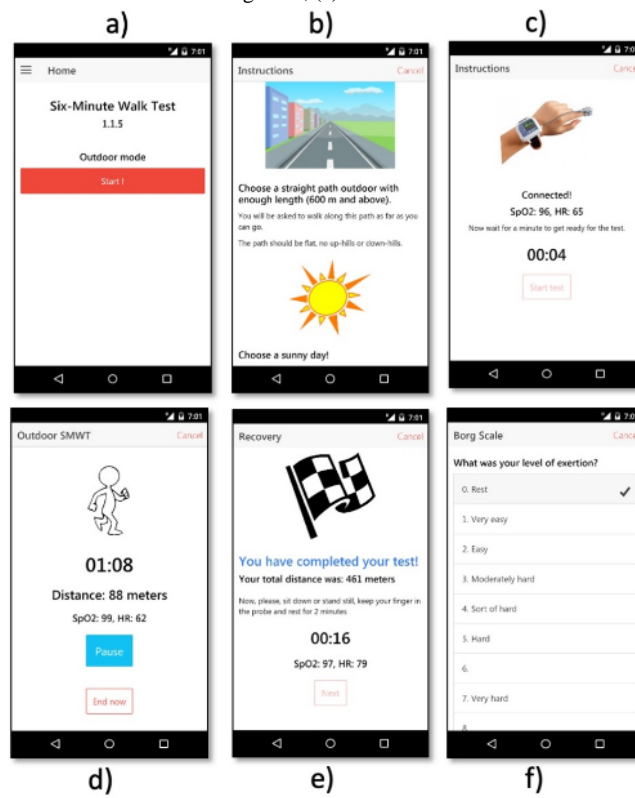 a)
b)
c)
7:01
Home
Six-Minute Walk Test
1.1.5
Outdoor mode
Start !
7:01
Instructions Cancel
Choose a straight path outdoor with
enough length (600 m and above).
You will be asked to walk along this path as far as you
can go.
The path should be flat, no up-hills or down-hills.
Choose a sunny day!
Instructions
Connected!
SpO2: 96, HR: 65
Now wait for a minute to get ready for the test.
00:04
Start test
7:01
Outdoor SMWT Cancel
01:08
Distance: 88 meters
SpO2: 99, HR: 62
Pause
End now
7:01
Recovery Cancel
You have completed your test!
Your total distance was: 461 meters
Now, please, sit down or stand still, keep your finger in
the probe and rest for 2 minutes
00:16
SpO2: 97, HR: 79
Next
Borg Scale
What was your level of exertion?
0. Rest
1. Very easy
2. Easy
3. Moderately hard
4. Sort of hard
5. Hard
6.
7. Very hard
d)
e)
f)